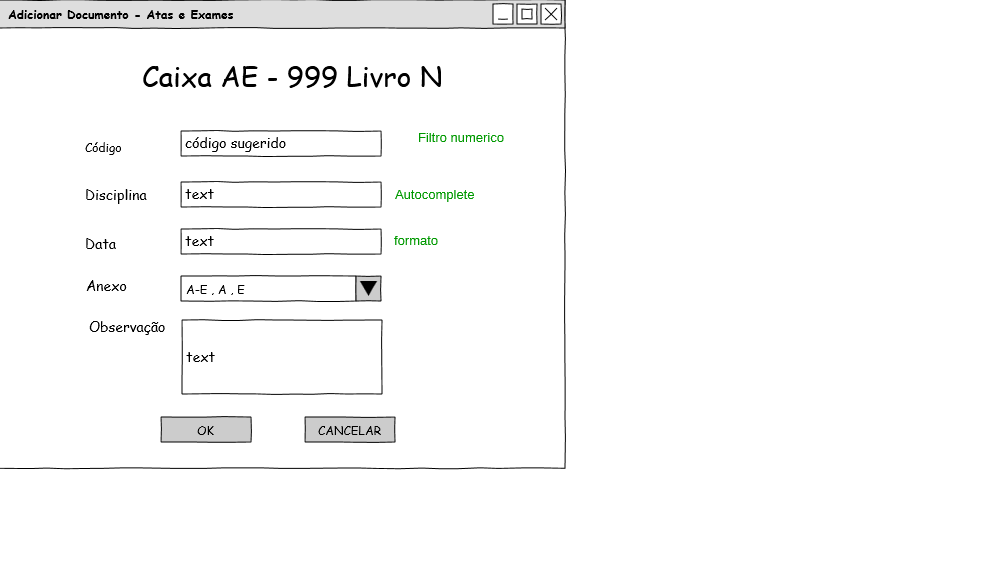 Adicionar Documento - Atas e Exames
Caixa AE - 999 Livro N
Código
código sugerido
Filtro numerico
Disciplina
text
Autocomplete
Data
text
formato
Anexo
A-E , A , E
Observação
text
OK
CANCELAR